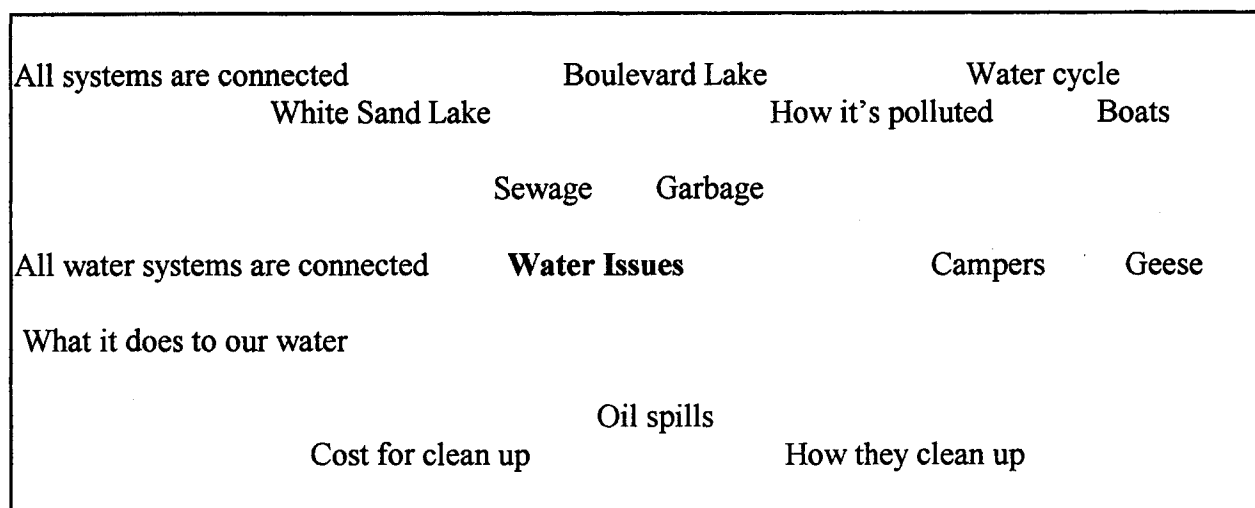 All systems are connected Boulevard Lake Water cycle
White Sand Lake How it's polluted Boats
Sewage Garbage
All water systems are connected Water Issues Campers Geese
What it does to our water
Oil spills
Cost for clean up How they clean up